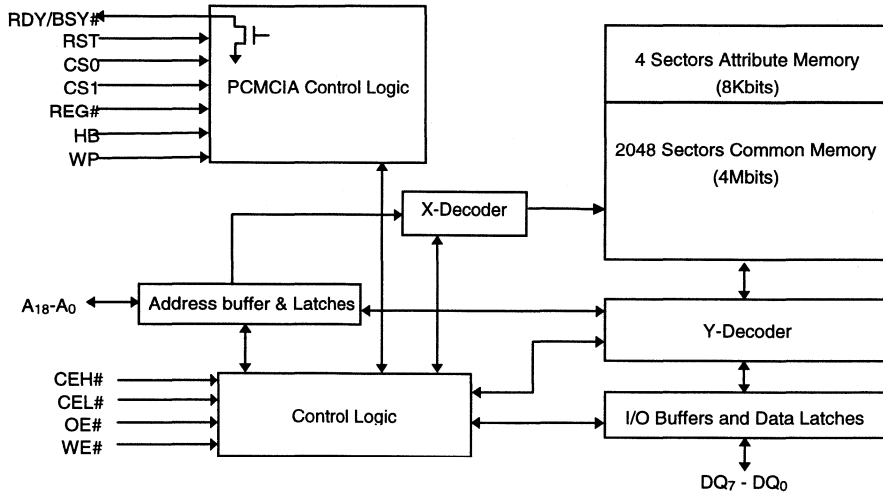 RDY/BSY#
RST
CS0
CS1
REG#
HB
WP
PCMCIA Control Logic
4 Sectors Attribute Memory
(8Kbits)
2048 Sectors Common Memory
(4Mbits)
X-Decoder
A18-A0
Address buffer & Latches
Y-Decoder
CEH#
CEL#
OE#
WE#
Control Logic
I/O Buffers and Data Latches
DQ7 - DQ0